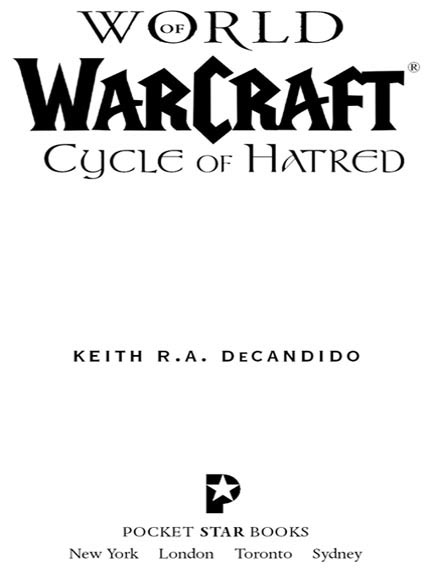 WORLD
OF
WARCRAFT®
CYCLE OF HATRED
KEITH R.A. DECANDIDO
P
POCKET STAR BOOKS
New York London Toronto Sydney